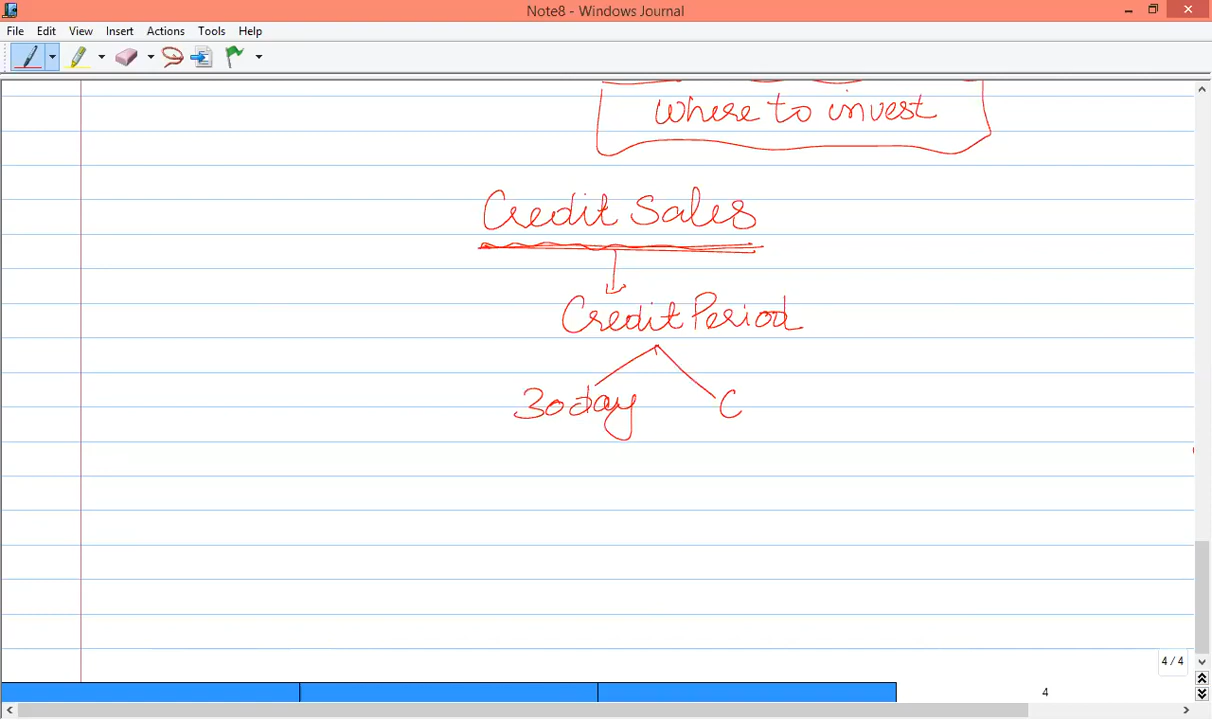 Note8 - Windows Journal
File Edit View Insert Actions Tools Help
where to invest
Credit Sales
Credit Period
30 day C
4 / 4
4